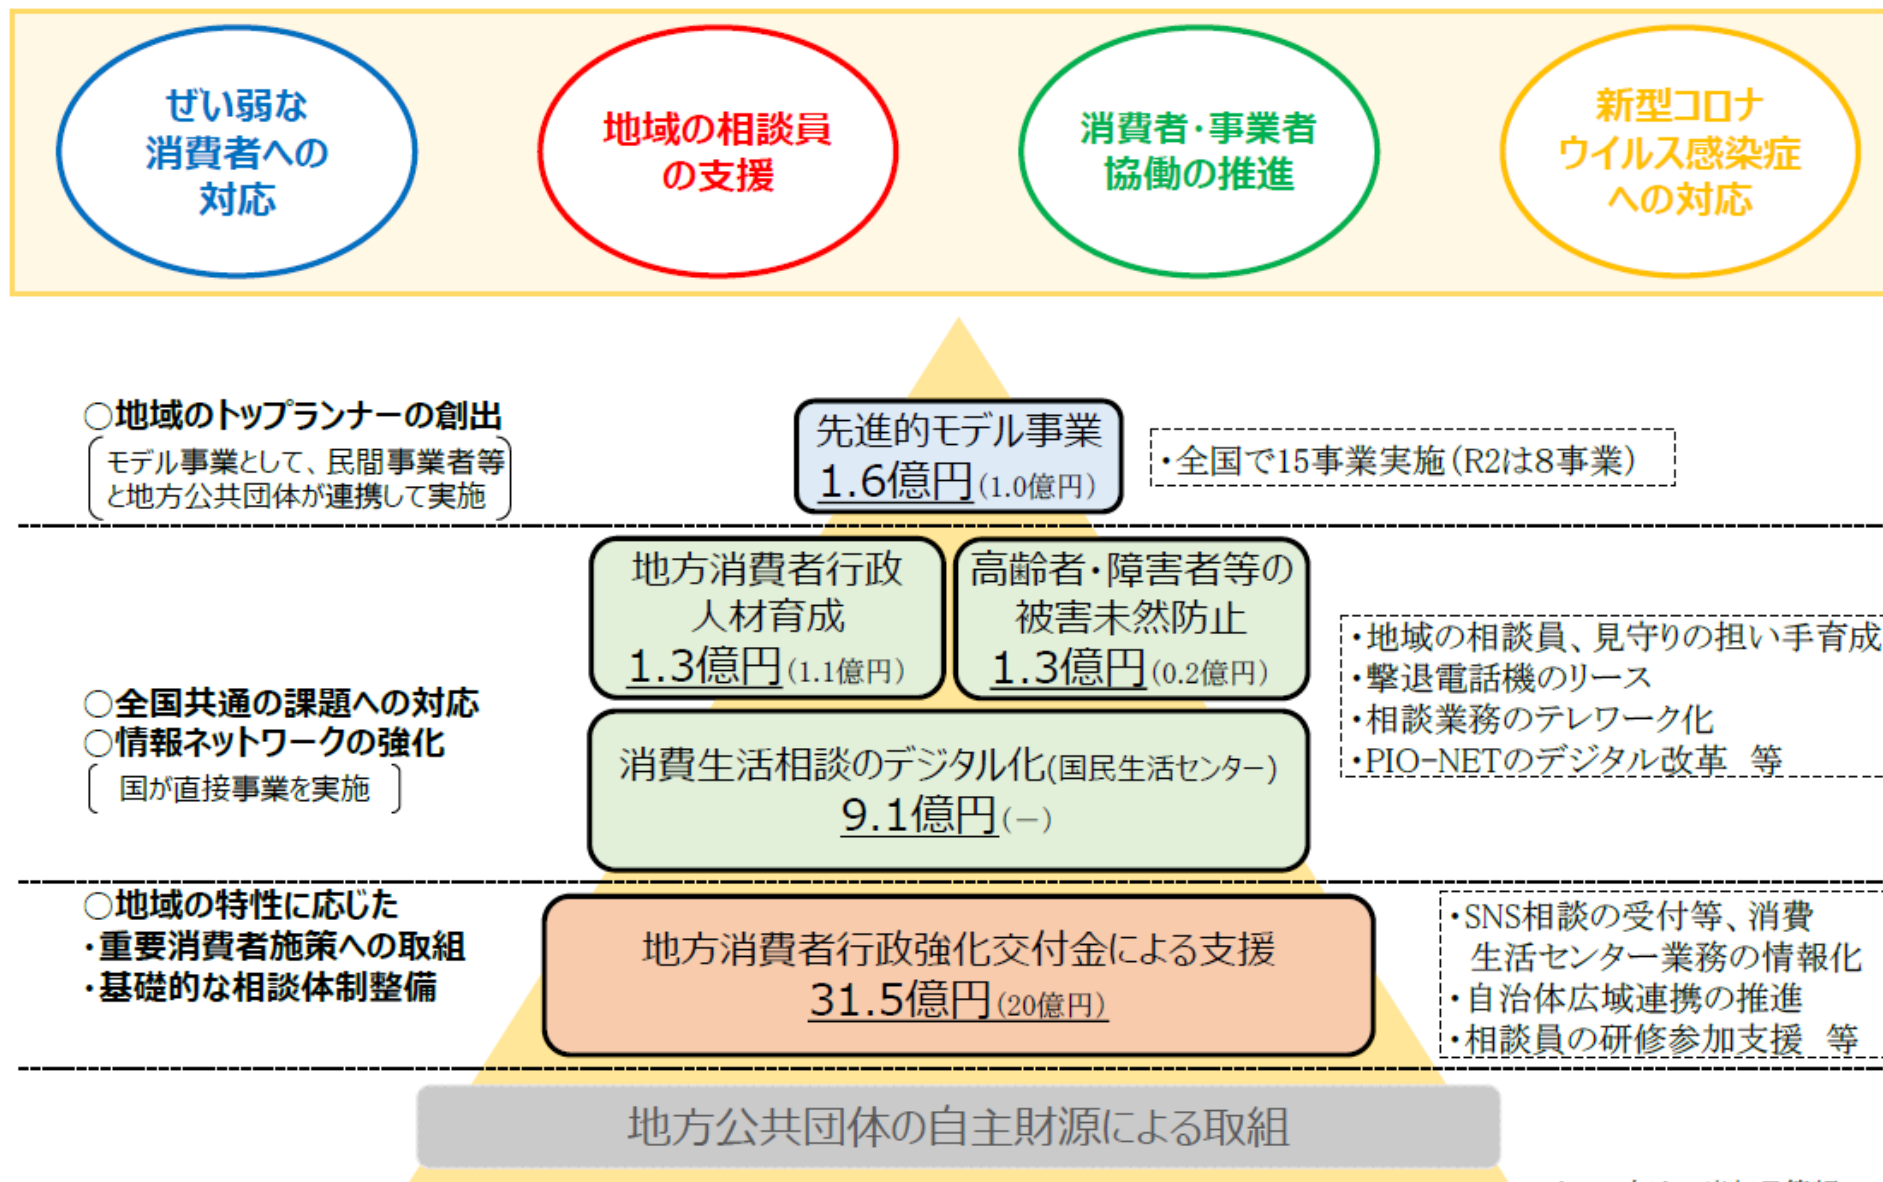 ぜい弱な
消費者への
対応
地域の相談員
の支援
消費者・事業者
協働の推進
新型コロナ
ウイルス感染症
への対応
○地域のトップランナーの創出
モデル事業として、民間事業者等
と地方公共団体が連携して実施
先進的モデル事業
1.6億円(1.0億円)
・全国で15事業実施(R2は8事業)
地方消費者行政
人材育成
1.3億円(1.1億円)
高齢者・障害者等の
被害未然防止
1.3億円(0.2億円)
○全国共通の課題への対応
○情報ネットワークの強化
国が直接事業を実施
消費生活相談のデジタル化(国民生活センター)
9.1億円(－)
・地域の相談員、見守りの担い手育成
・撃退電話機のリース
・相談業務のテレワーク化
・PIO-NETのデジタル改革　等
○地域の特性に応じた
・重要消費者施策への取組
・基礎的な相談体制整備
地方消費者行政強化交付金による支援
31.5億円(20億円)
・SNS相談の受付等、消費
生活センター業務の情報化
・自治体広域連携の推進
・相談員の研修参加支援　等
地方公共団体の自主財源による取組